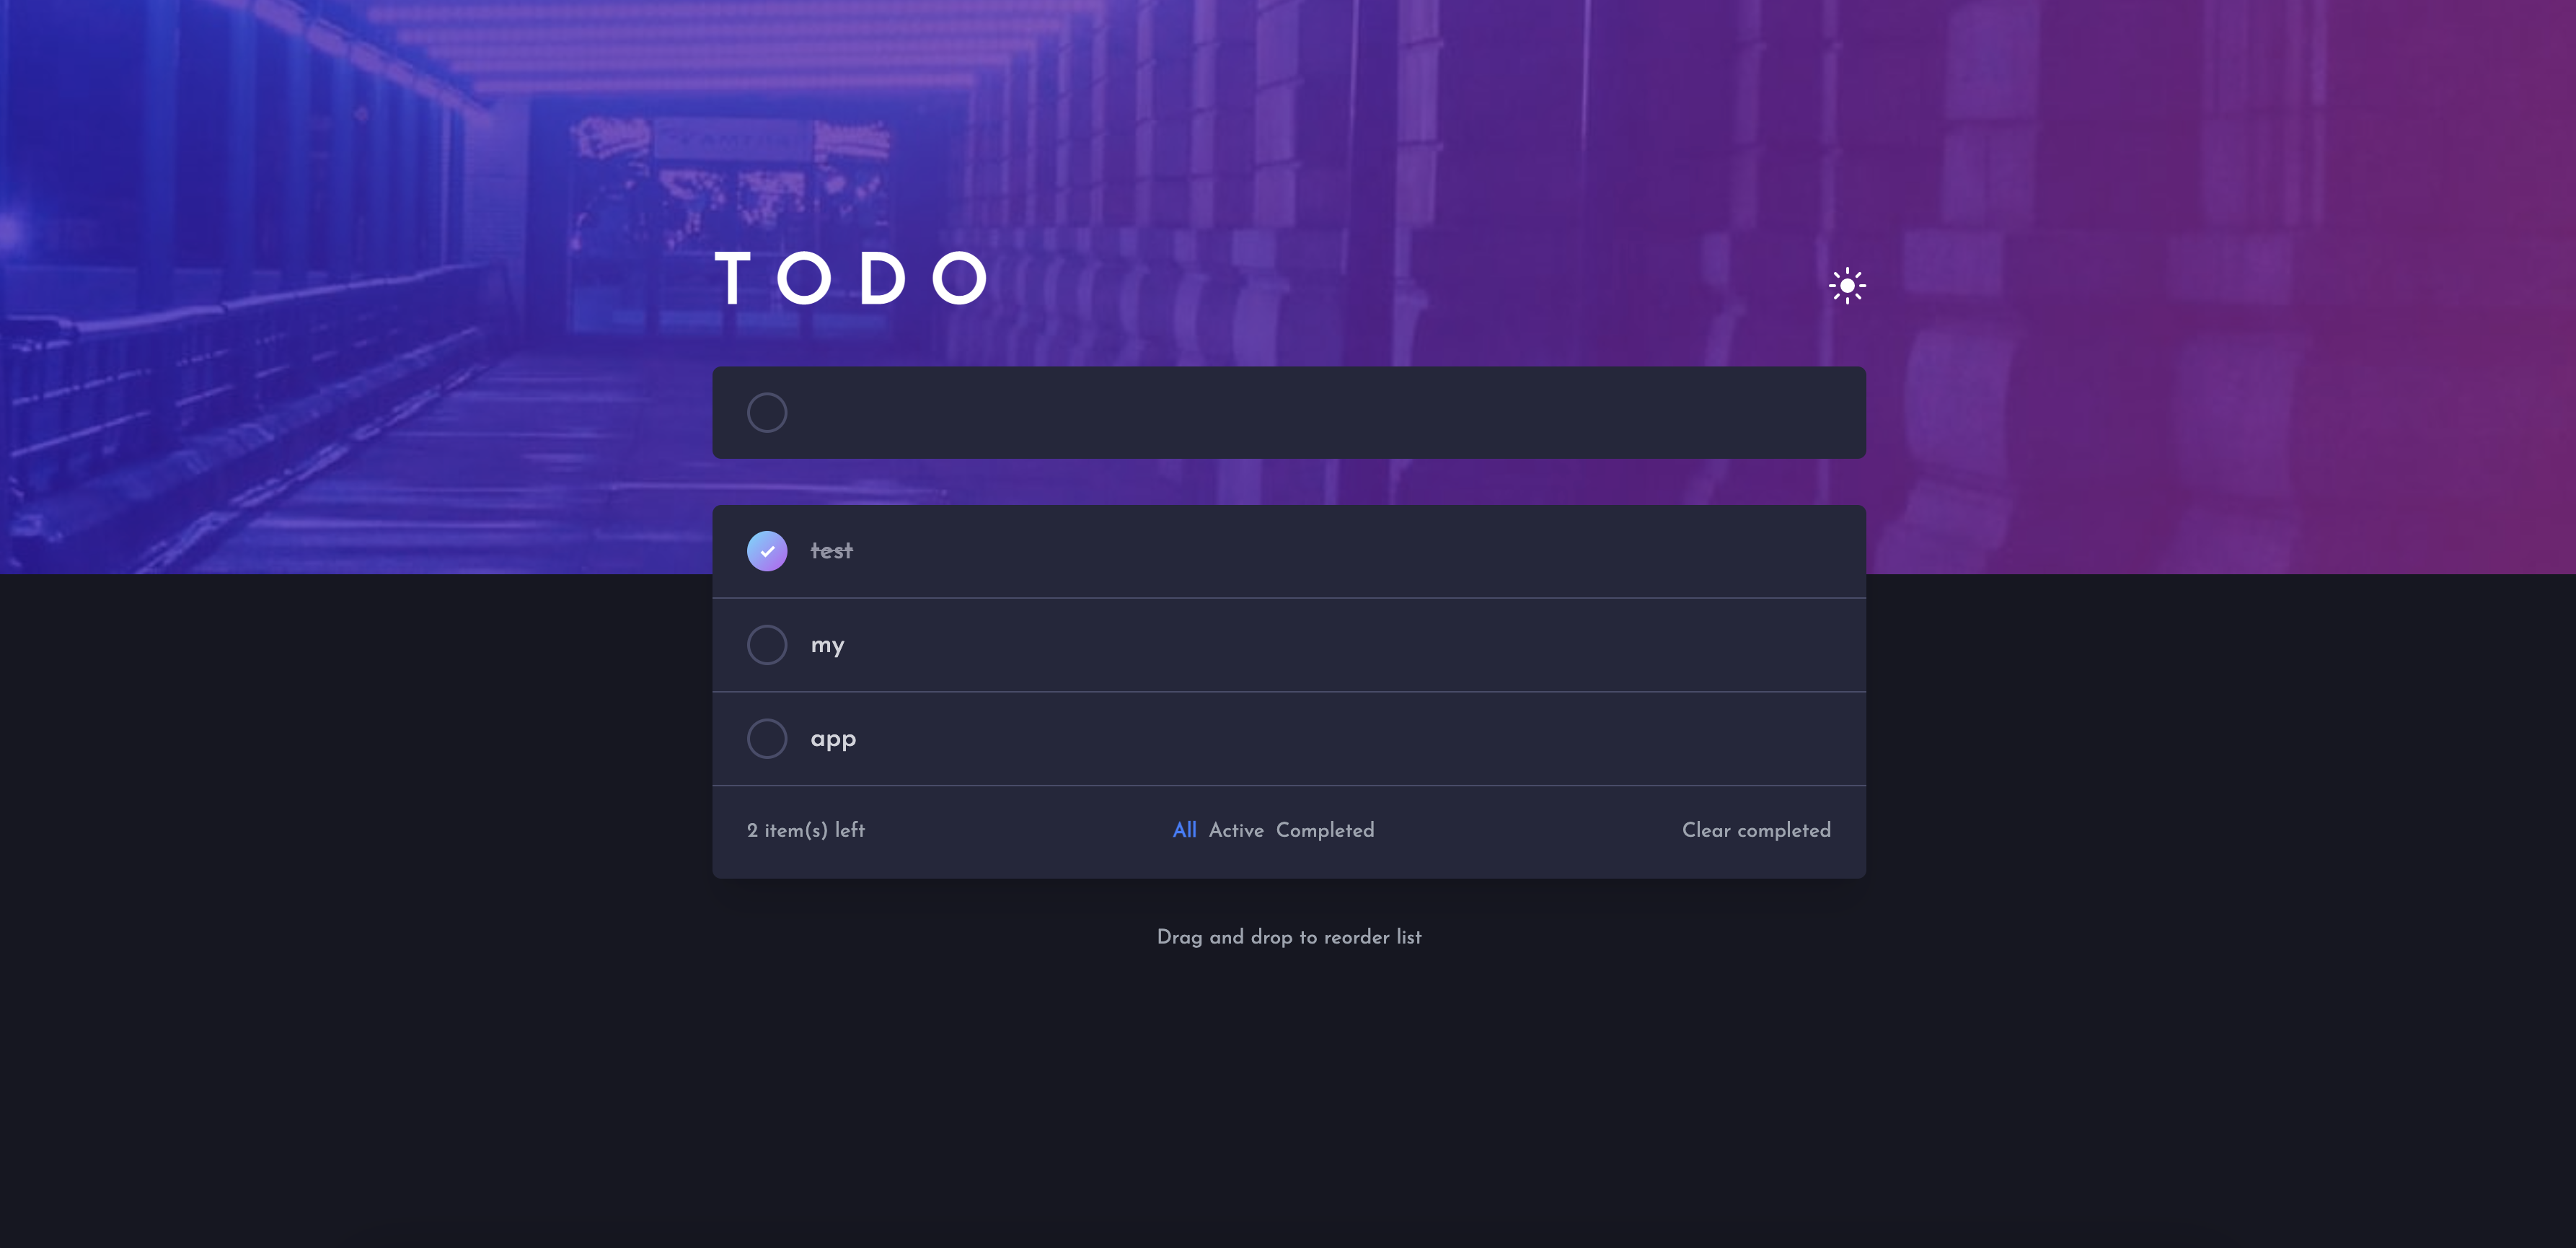 TODO
test
my
app
2 item(s) left
All Active Completed
Clear completed
Drag and drop to reorder list